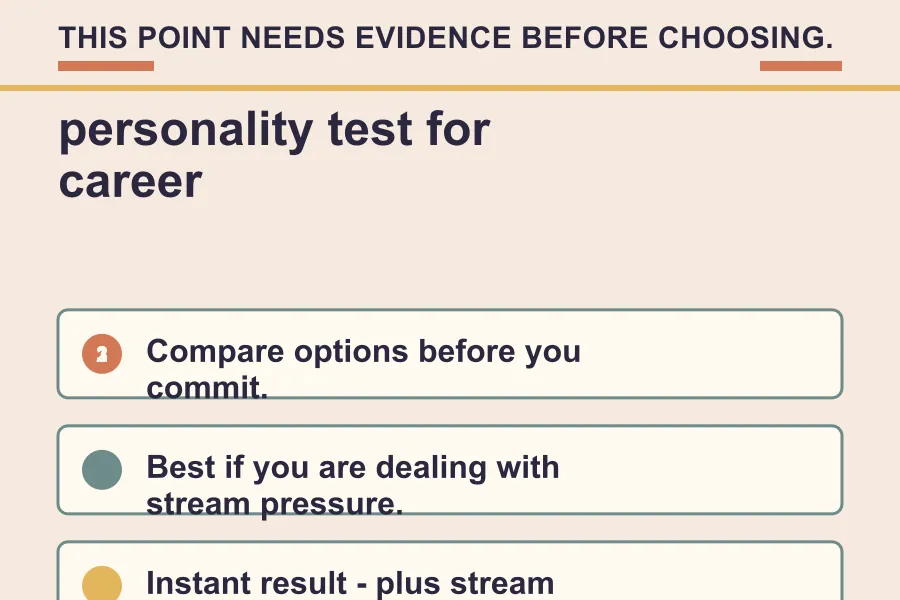 THIS POINT NEEDS EVIDENCE BEFORE CHOOSING.
personality test for
career
Compare options before you
commit.
Best if you are dealing with
stream pressure.
Instant result - plus stream